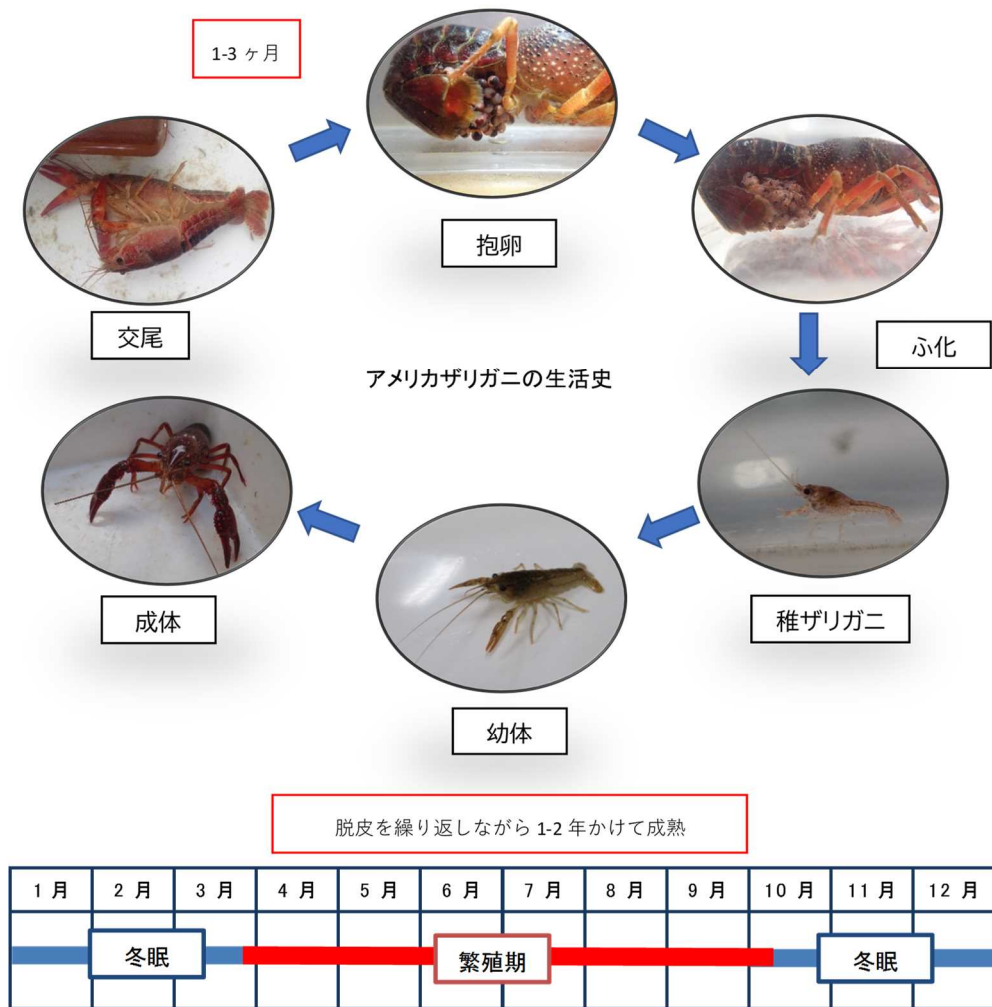 1-3 ヶ月
抱卵
交尾
ふ化
アメリカザリガニの生活史
成体
稚ザリガニ
幼体
脱皮を繰り返しながら 1-2 年かけて成熟
1 月 2 月 3 月 4 月 5 月 6 月 7 月 8 月 9 月 10 月 11 月 12 月
冬眠 繁殖期 冬眠